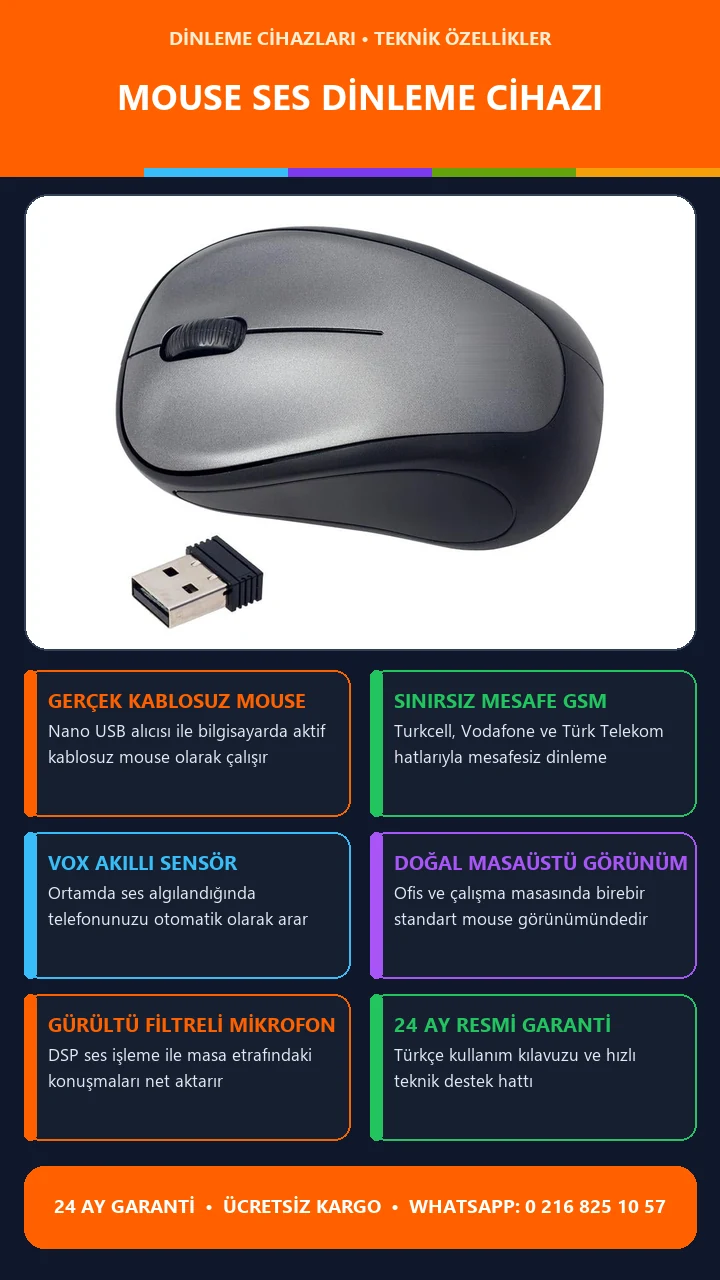 DİNLEME CİHAZLARI • TEKNİK ÖZELLİKLER
MOUSE SES DİNLEME CİHAZI
GERÇEK KABLOSUZ MOUSE
Nano USB alıcısı ile bilgisayarda aktif
kablosuz mouse olarak çalışır
SINIRSIZ MESAFE GSM
Turkcell, Vodafone ve Türk Telekom
hatlarıyla mesafesiz dinleme
VOX AKILLI SENSÖR
Ortamda ses algılandığında
telefonunuzu otomatik olarak arar
DOĞAL MASAÜSTÜ GÖRÜNÜM
Ofis ve çalışma masasında birebir
standart mouse görünümündedir
GÜRÜLTÜ FİLTRELİ MİKROFON
DSP ses işleme ile masa etrafındaki
konuşmaları net aktarır
24 AY RESMİ GARANTİ
Türkçe kullanım kılavuzu ve hızlı
teknik destek hattı
24 AY GARANTİ • ÜCRETSİZ KARGO • WHATSAPP: 0 216 825 10 57